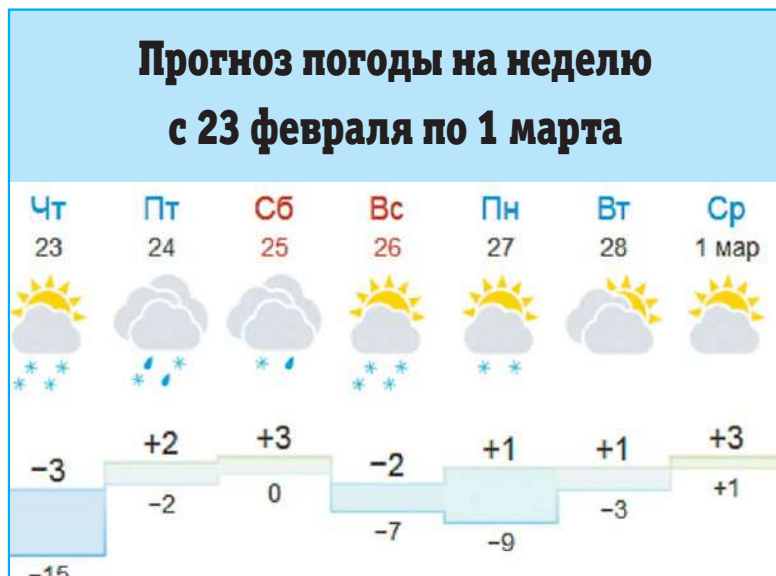 Прогноз погоды на неделю
с 23 февраля по 1 марта
Чт Пт Сб Вс Пн Вт Ср
23 24 25 26 27 28 1 мар
−3 +2 +3 −2 +1 +1 +3
−15 −2 0 −7 −9 −3 +1